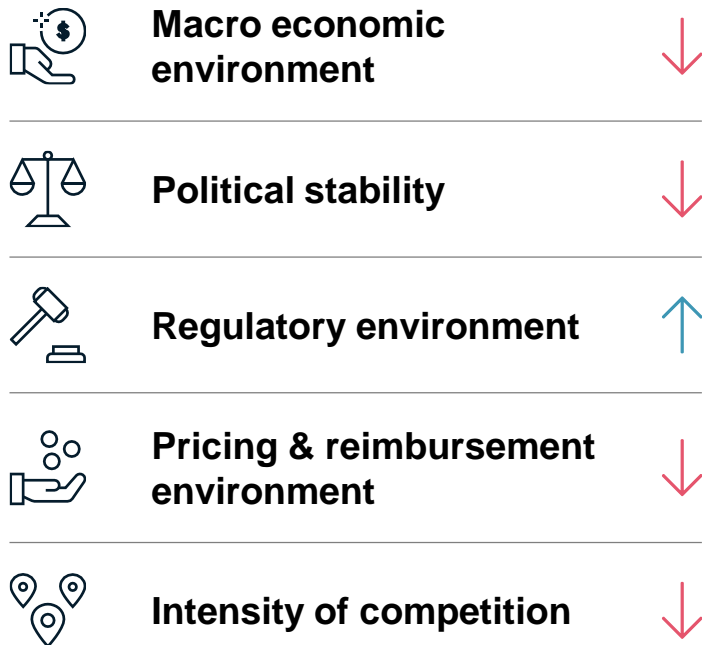 $
Macro economic
environment
Political stability
Regulatory environment
Pricing & reimbursement
environment
Intensity of competition